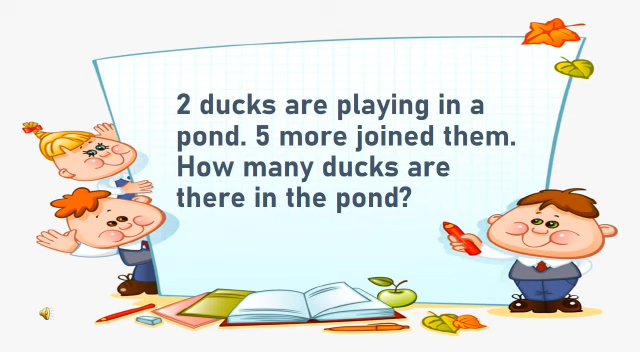 2 ducks are playing in a
pond. 5 more joined them.
How many ducks are
there in the pond?